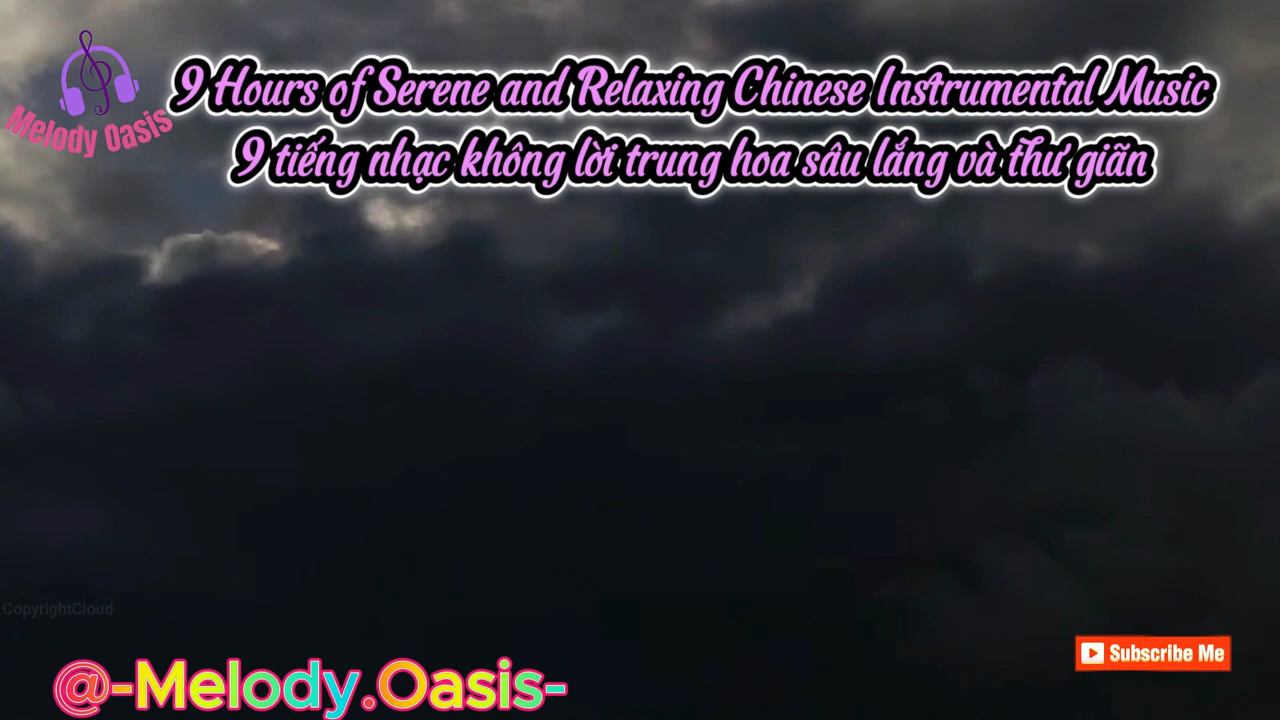 9 Hours of Serene and Relaxing Chinese Instrumental Music
9 tiếng nhạc không lời trung hoa sâu lắng và thư giãn
Melody Oasis
CopyrightCloud
Subscribe Me
@-Melody.Oasis-